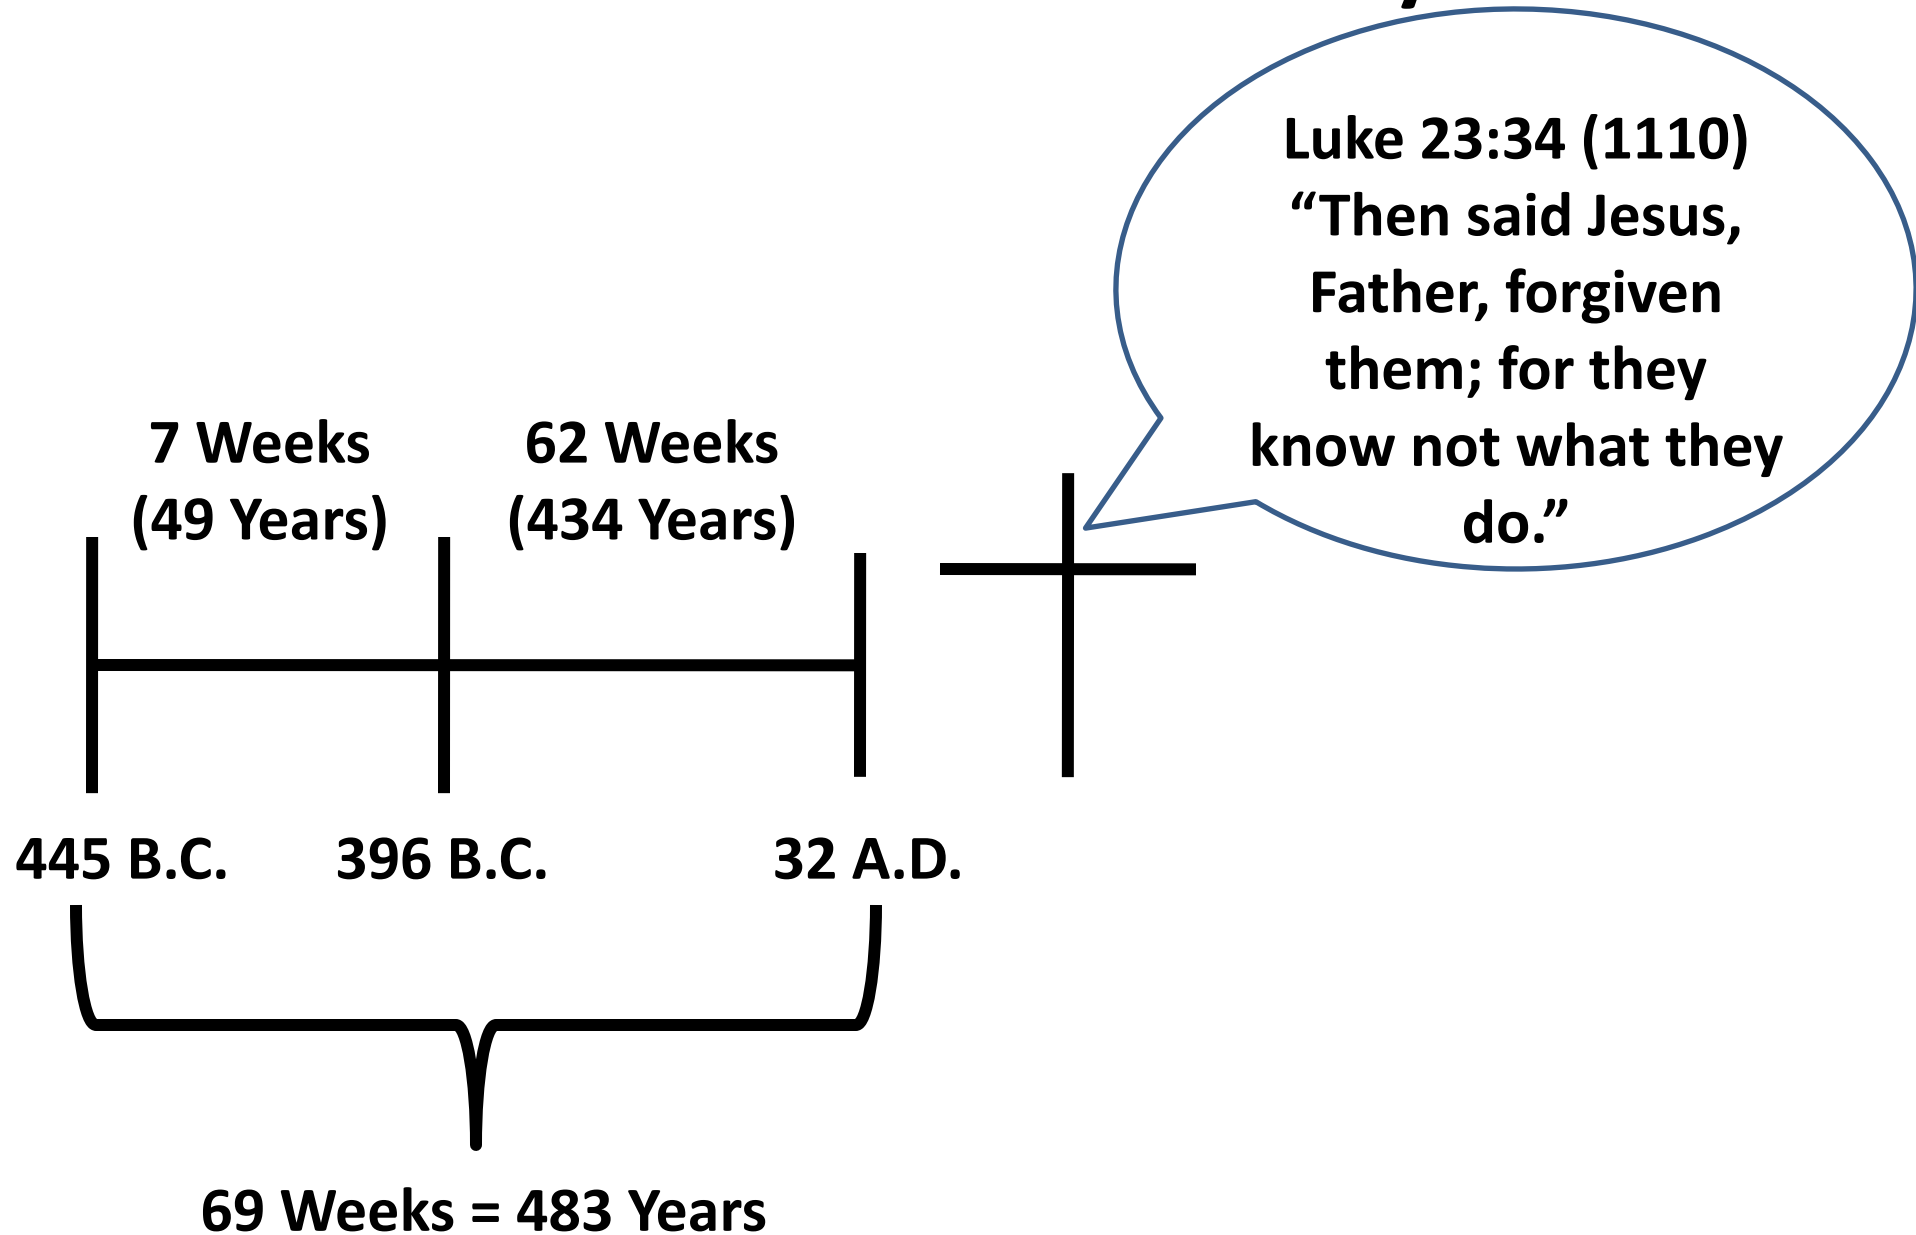 Luke 23:34 (1110)
“Then said Jesus,
Father, forgiven
them; for they
know not what they
do.”
7 Weeks
(49 Years)
62 Weeks
(434 Years)
445 B.C.
396 B.C.
32 A.D.
69 Weeks = 483 Years